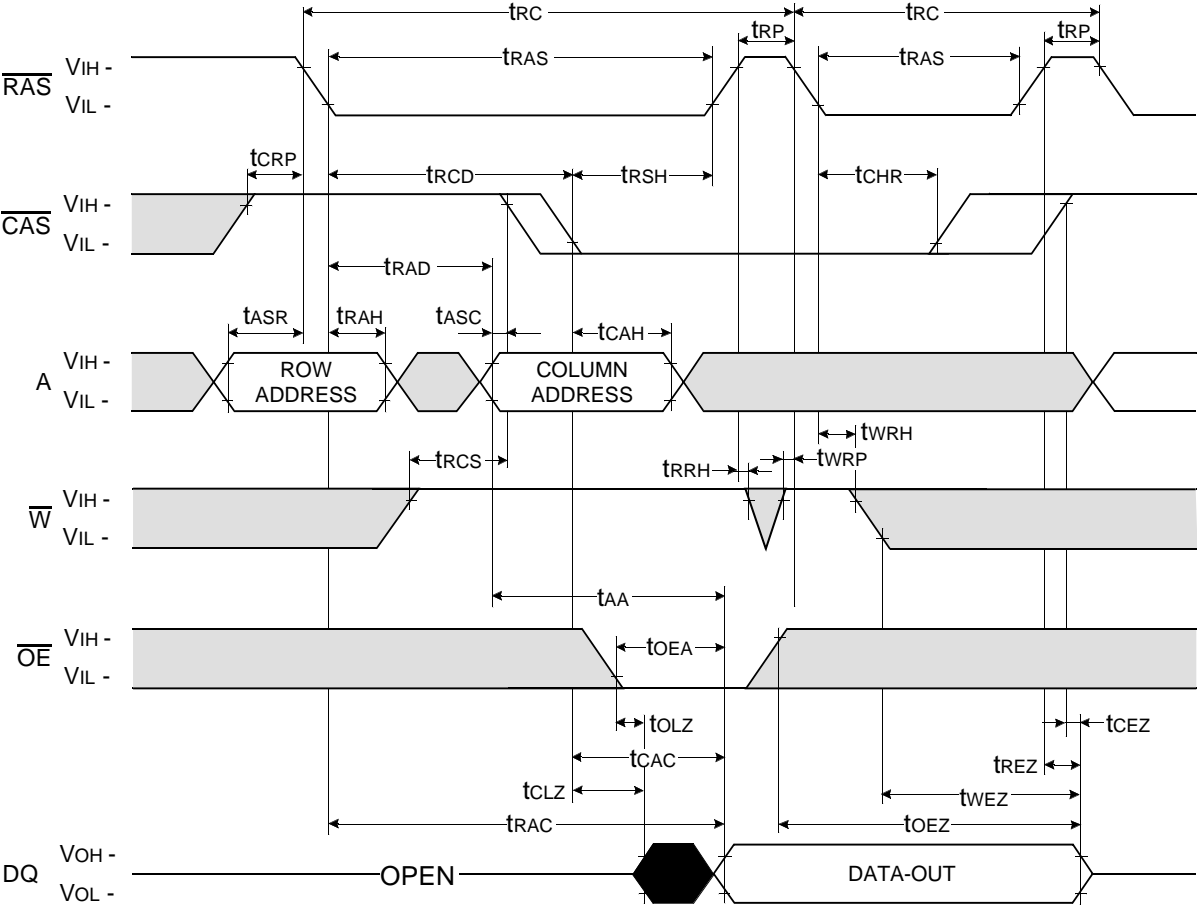 tRC tRC
tRP tRP
tRAS tRAS
RAS VIH -
VIL -
tCRP tRCD tRSH tCHR
CAS VIH -
VIL -
tRAD
tASR tRAH tASC tCAH
A VIH -
VIL -
ROW
ADDRESS
COLUMN
ADDRESS
tWRH
tRCS tRRH tWRP
W VIH -
VIL -
tAA
OE VIH -
VIL -
tOEA
tOLZ tCEZ
tCAC tREZ
tCLZ tWEZ
tRAC tOEZ
DQ VOH -
VOL -
OPEN DATA-OUT